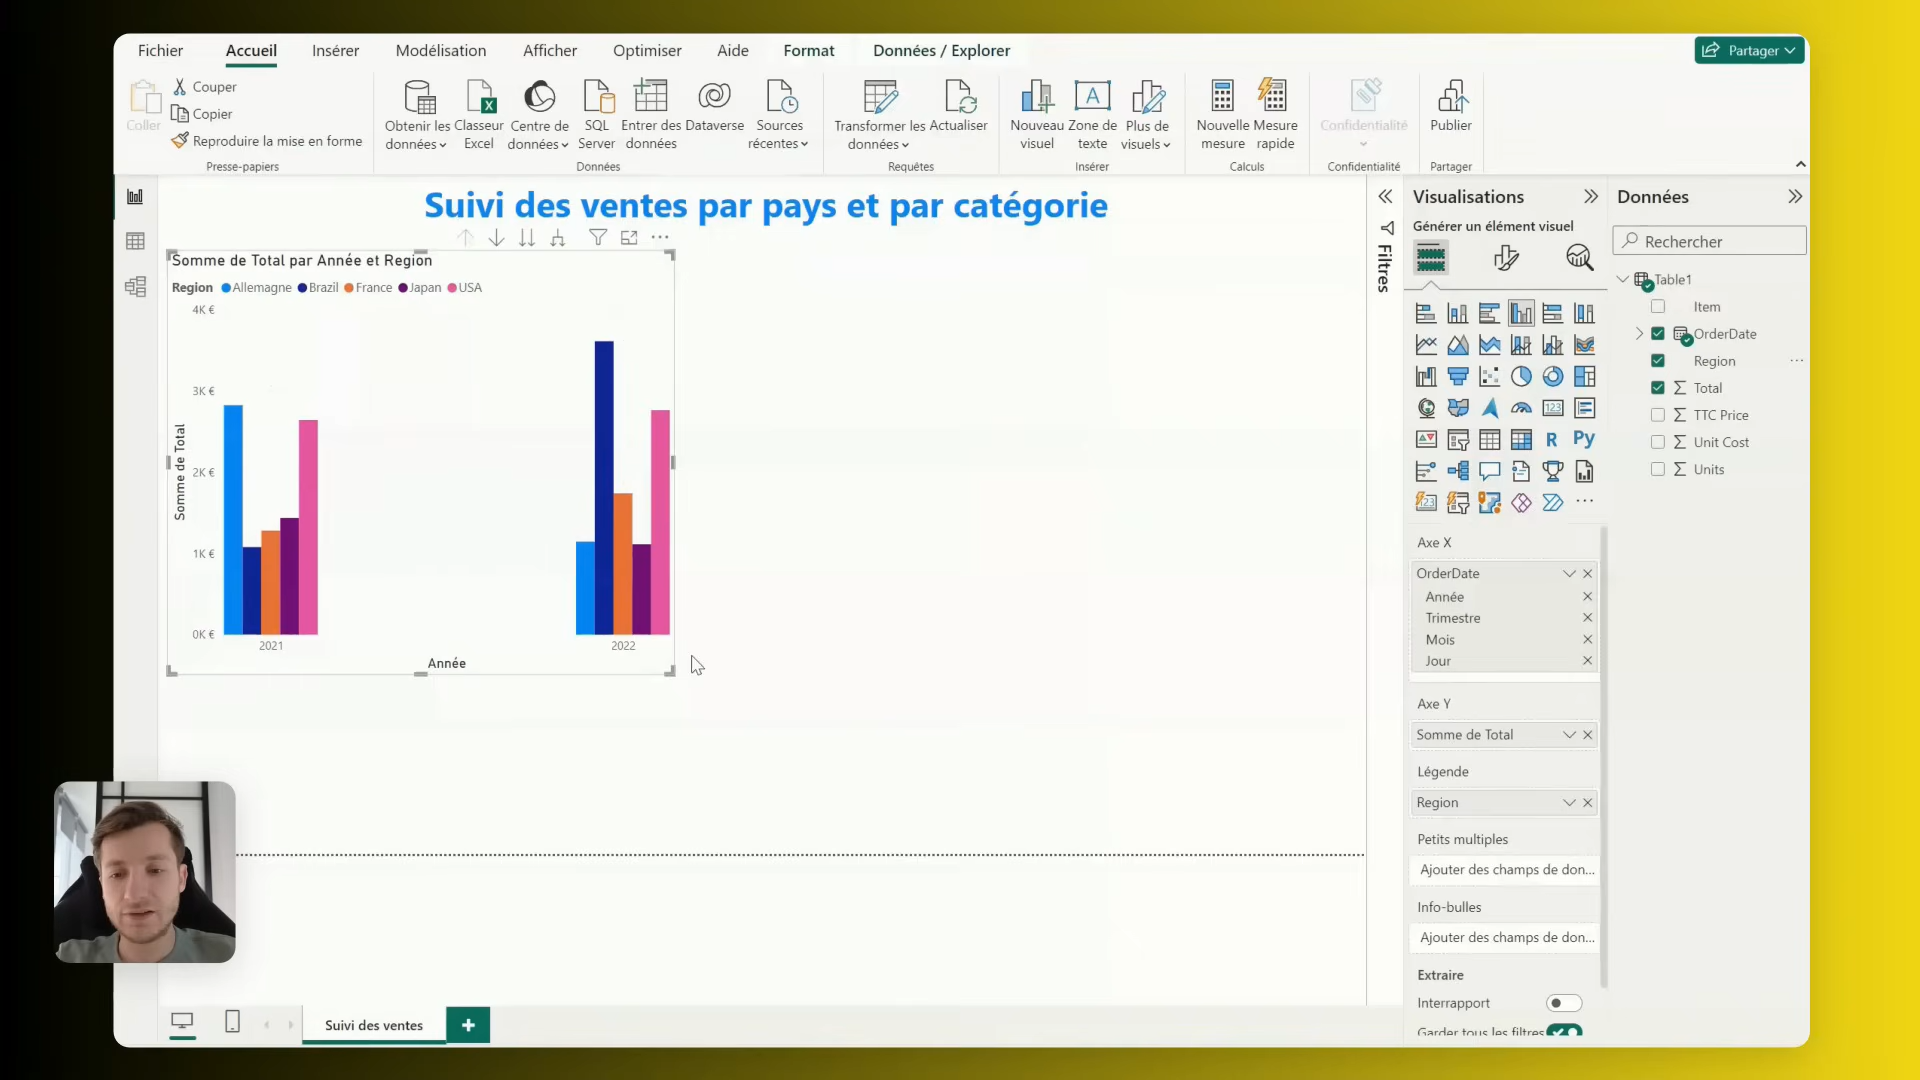 Fichier Accueil Insérer Modélisation Afficher Optimiser Aide Format Données / Explorer Partager
Coller
Couper
Copier
Reproduire la mise en forme
Presse-papiers
Obtenir les données
Classeur Excel
Centre de données
SQL Server
Entrer des données
Dataverse
Sources récentes
Données
Transformer les données
Actualiser
Requêtes
Nouveau visuel
Zone de texte
Plus de visuels
Insérer
Nouvelle mesure
Mesure rapide
Calculs
Confidentialité
Confidentialité
Publier
Partager
Suivi des ventes par pays et par catégorie
Somme de Total par Année et Region
Region Allemagne Brazil France Japan USA
4K €
3K €
2K €
1K €
0K €
Somme de Total
2021 2022
Année
Filtres
Visualisations
Générer un élément visuel
123
R Py
123
Axe X
OrderDate
Année
Trimestre
Mois
Jour
Axe Y
Somme de Total
Légende
Region
Petits multiples
Ajouter des champs de don...
Info-bulles
Ajouter des champs de don...
Extraire
Interrapport
Garder tous les filtres
Données
Rechercher
Table1
Item
OrderDate
Region
Total
TTC Price
Unit Cost
Units
Suivi des ventes